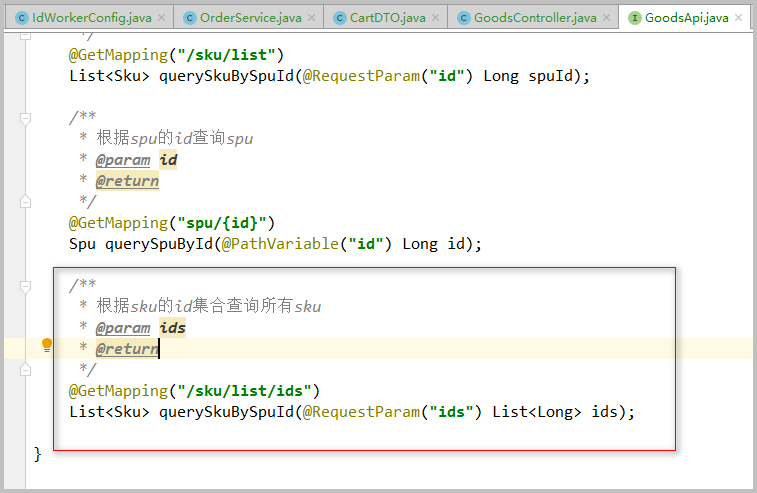 IdWorkerConfig.java × OrderService.java × CartDTO.java × GoodsController.java × GoodsApi.java ×
*/
@GetMapping("/sku/list")
List<Sku> querySkuBySpuId(@RequestParam("id") Long spuId);
/**
* 根据spu的id查询spu
* @param id
* @return
*/
@GetMapping("spu/{id}")
Spu querySpuById(@PathVariable("id") Long id);
/**
* 根据sku的id集合查询所有sku
* @param ids
* @return
*/
@GetMapping("/sku/list/ids")
List<Sku> querySkuBySpuId(@RequestParam("ids") List<Long> ids);
}